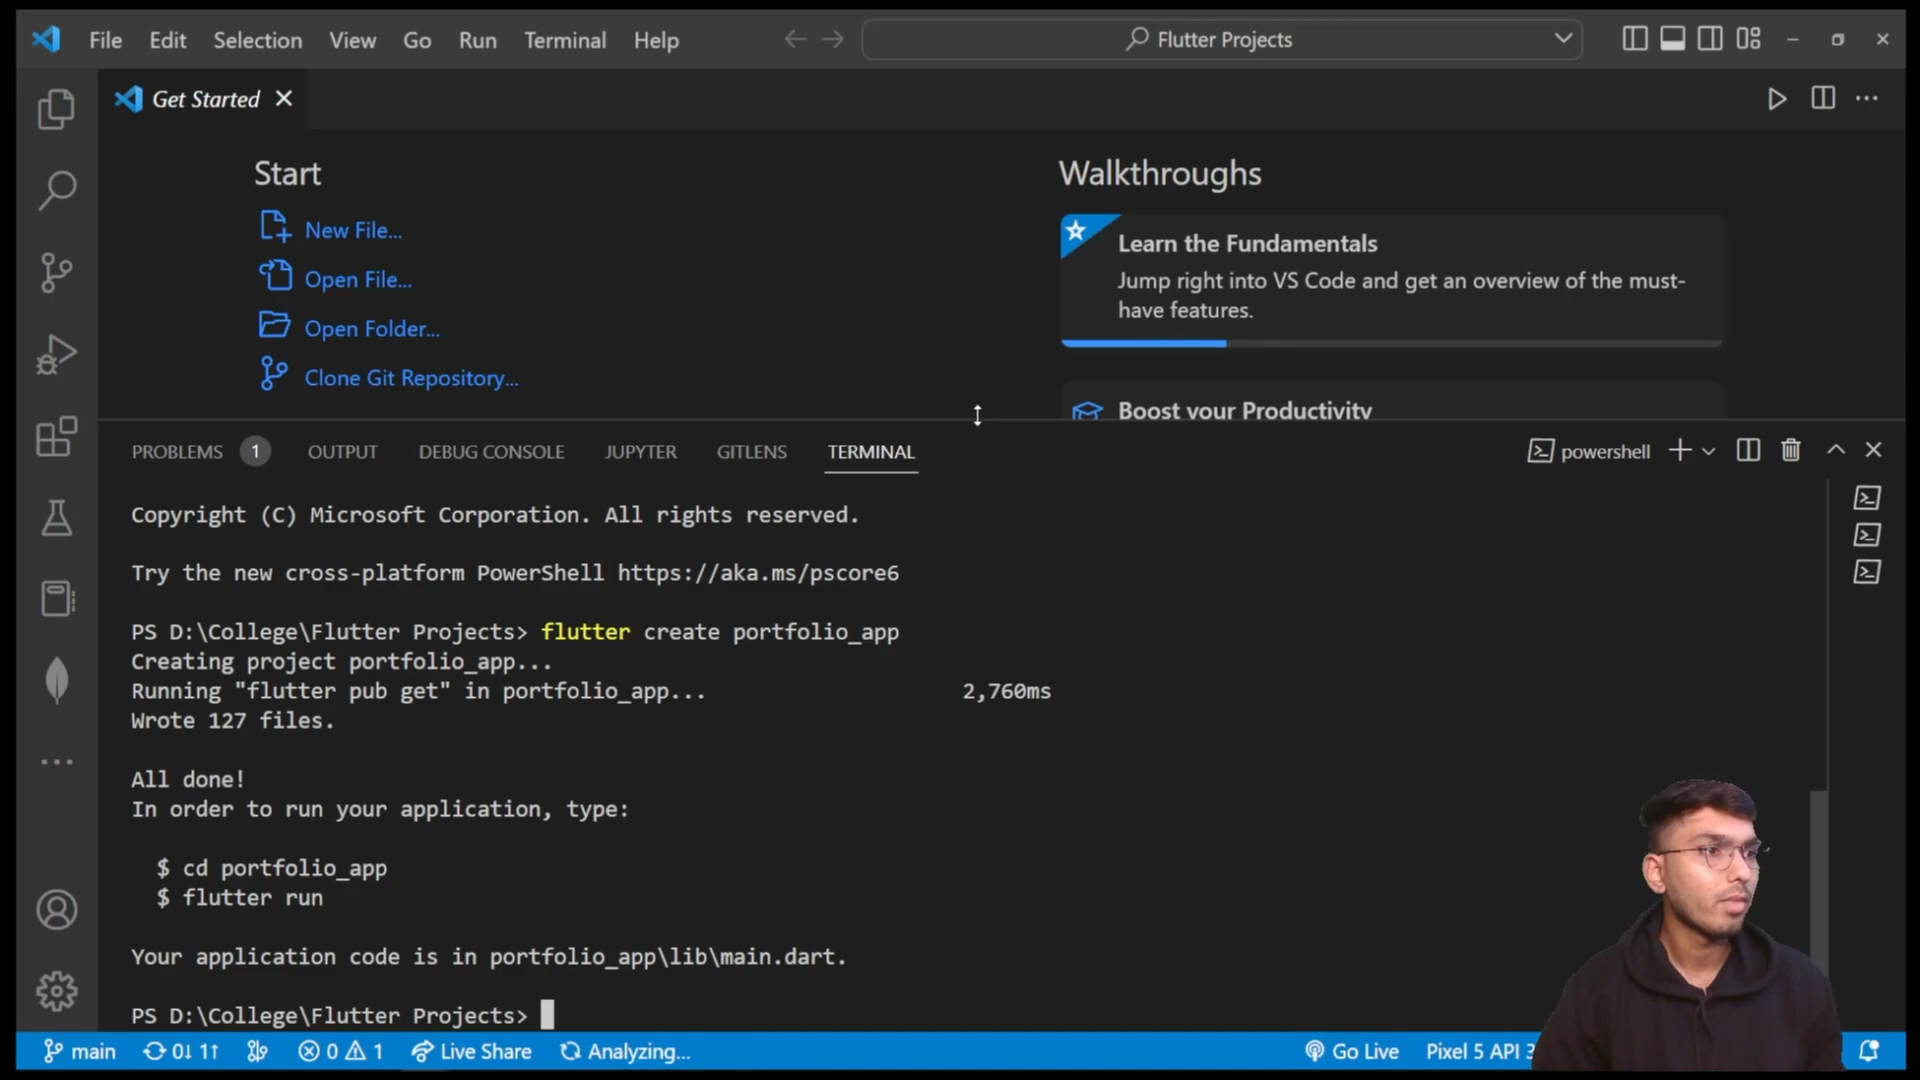 File Edit Selection View Go Run Terminal Help
Flutter Projects
Get Started
Start
New File...
Open File...
Open Folder...
Clone Git Repository...
Walkthroughs
Learn the Fundamentals
Jump right into VS Code and get an overview of the must-
have features.
Boost your Productivity
PROBLEMS 1 OUTPUT DEBUG CONSOLE JUPYTER GITLENS TERMINAL
powershell
Copyright (C) Microsoft Corporation. All rights reserved.
Try the new cross-platform PowerShell https://aka.ms/pscore6
PS D:\College\Flutter Projects> flutter create portfolio_app
Creating project portfolio_app...
Running "flutter pub get" in portfolio_app... 2,760ms
Wrote 127 files.
All done!
In order to run your application, type:
$ cd portfolio_app
$ flutter run
Your application code is in portfolio_app\lib\main.dart.
PS D:\College\Flutter Projects>
main 0↓ 1↑ 0 1 Live Share Analyzing... Go Live Pixel 5 API